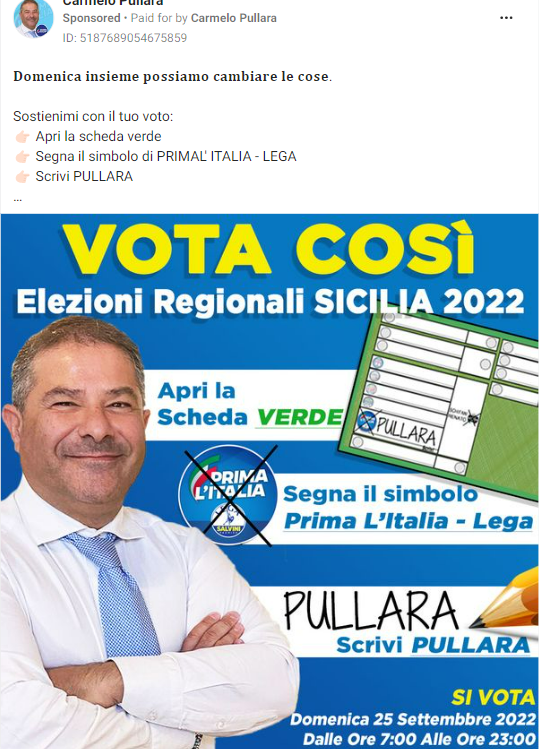 Carmelo Pullara
Sponsored • Paid for by Carmelo Pullara
ID: 5187689054675859
Domenica insieme possiamo cambiare le cose.
Sostienimi con il tuo voto:
👉🏻 Apri la scheda verde
👉🏻 Segna il simbolo di PRIMAL' ITALIA - LEGA
👉🏻 Scrivi PULLARA
...
VOTA COSÌ
Elezioni Regionali SICILIA 2022
Apri la
Scheda VERDE
PULLARA
SCHIFANI
RENATO
PRIMA
L'ITALIA
SALVINI
Segna il simbolo
Prima L'Italia - Lega
PULLARA
Scrivi PULLARA
SI VOTA
Domenica 25 Settembbre 2022
Dalle Ore 7:00 Alle Ore 23:00